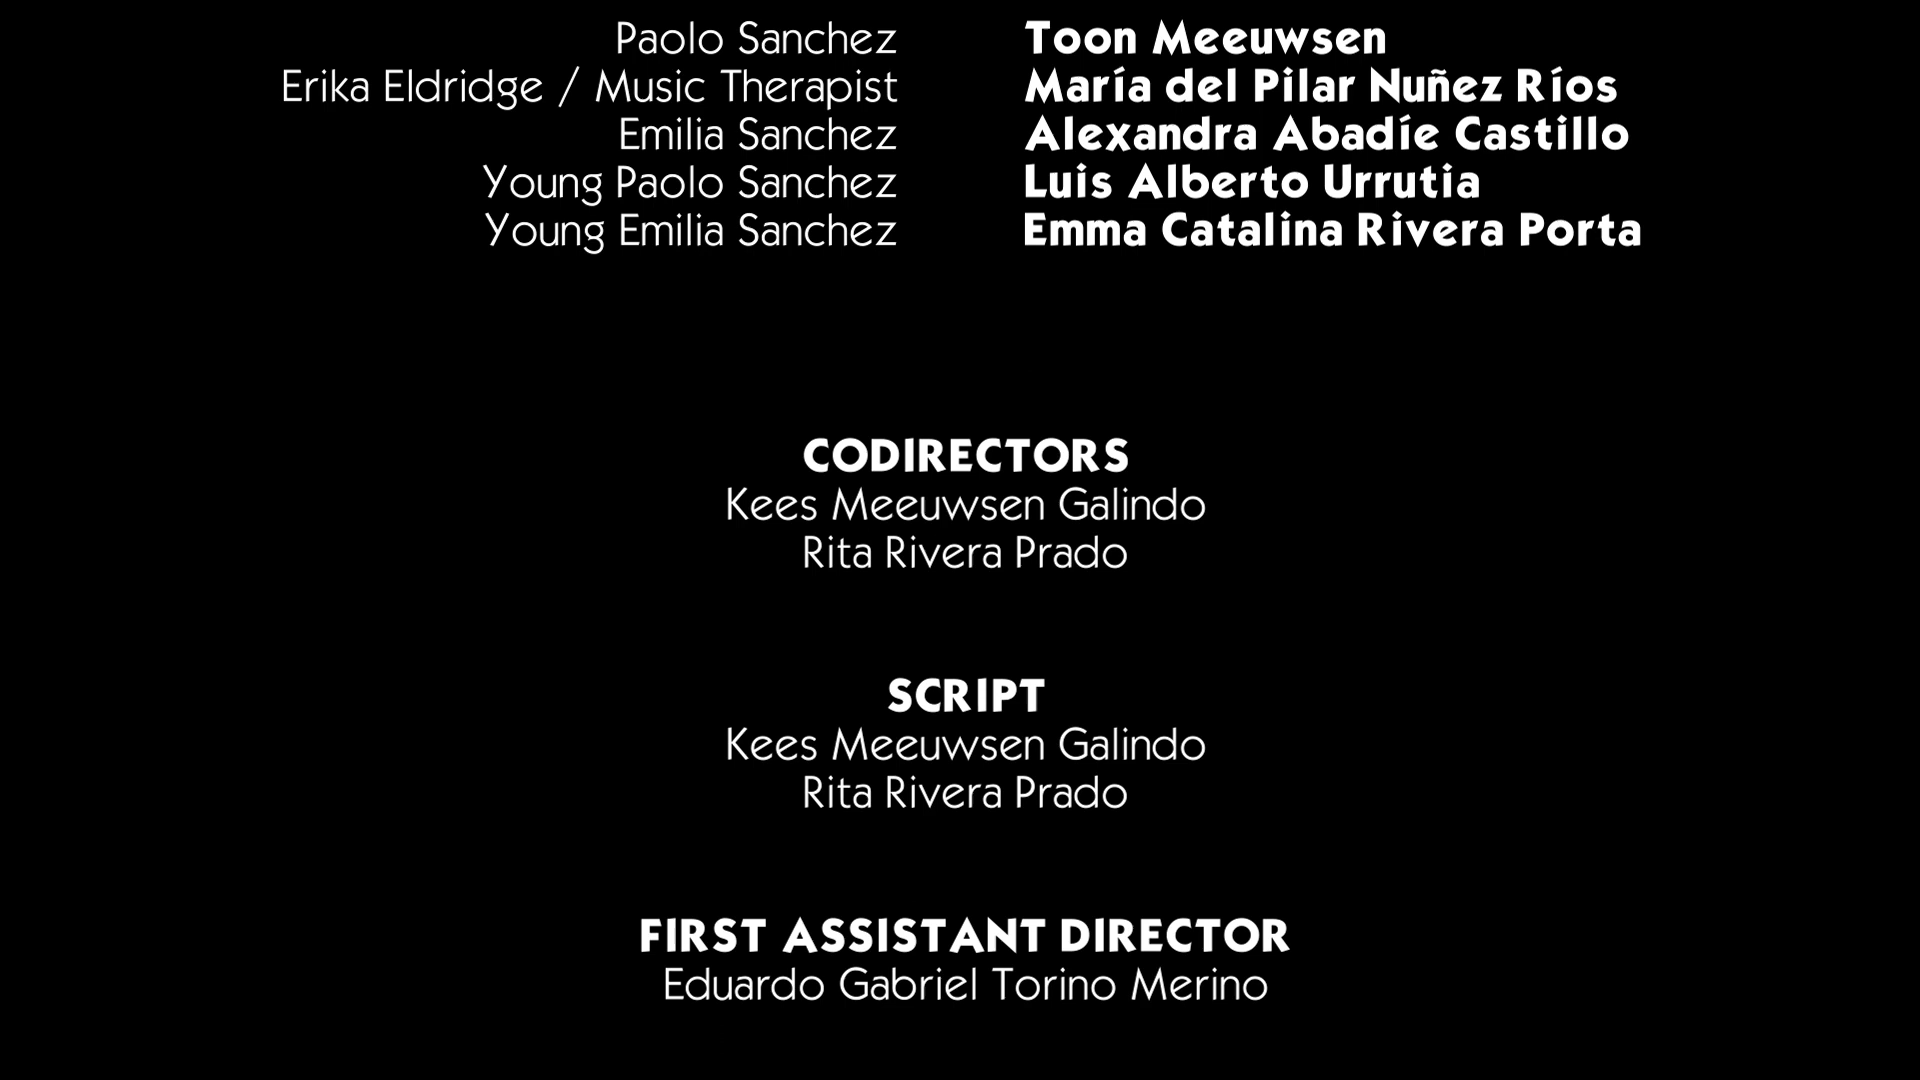 Paolo Sanchez Toon Meeuwsen
Erika Eldridge / Music Therapist María del Pilar Nuñez Ríos
Emilia Sanchez Alexandra Abadíe Castillo
Young Paolo Sanchez Luis Alberto Urrutia
Young Emilia Sanchez Emma Catalina Rivera Porta
CODIRECTORS
Kees Meeuwsen Galindo
Rita Rivera Prado
SCRIPT
Kees Meeuwsen Galindo
Rita Rivera Prado
FIRST ASSISTANT DIRECTOR
Eduardo Gabriel Torino Merino